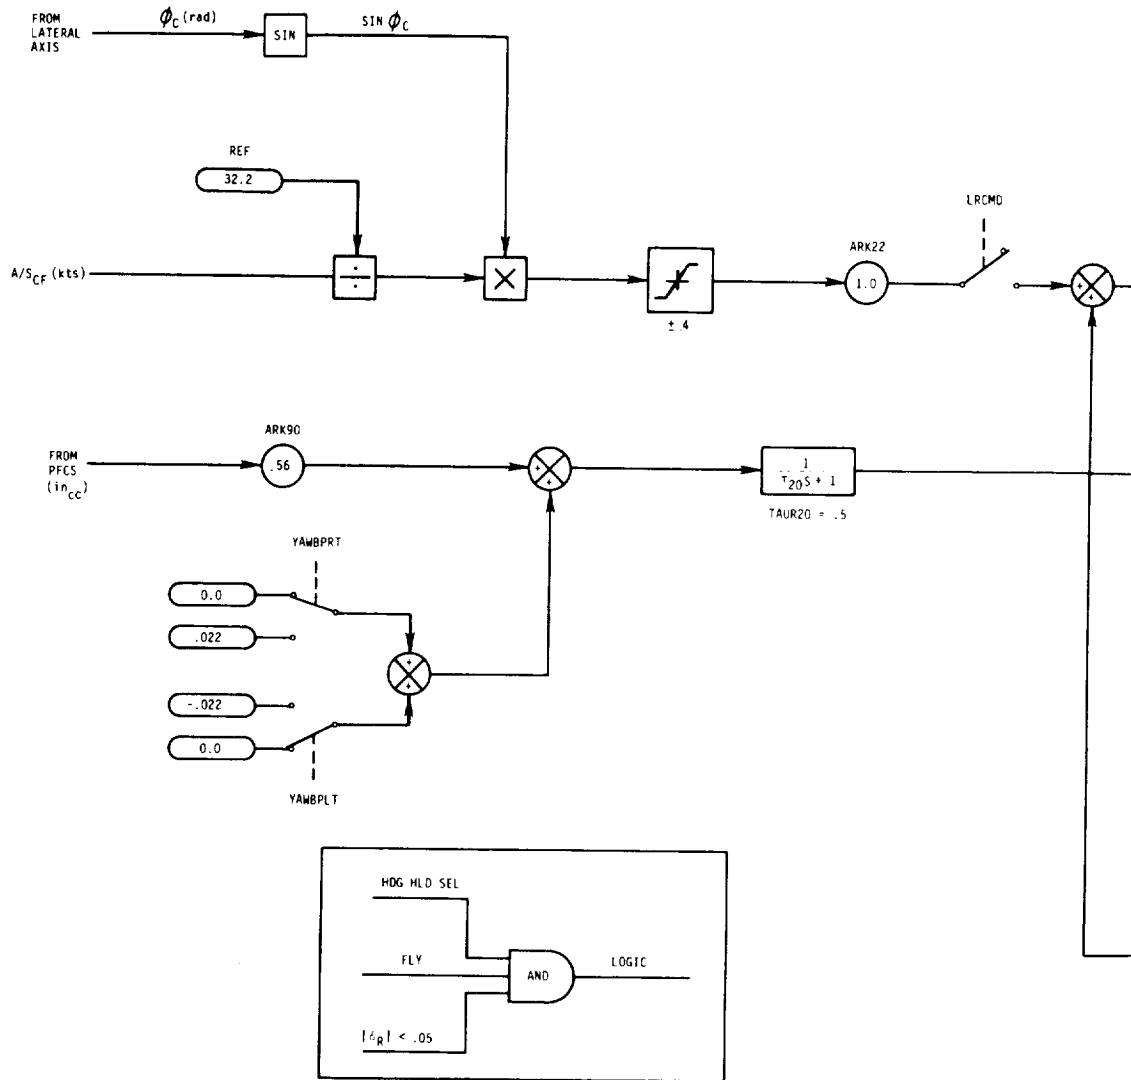 FROM
LATERAL
AXIS
ϕC (rad)
SIN
SIN ϕC
REF
32.2
A/SCF (kts)
÷
×
± .4
ARK22
1.0
LRCMD
+
+
FROM
PFCS
(incc)
ARK90
.56
+
+
1
T20S + 1
TAUR20 = .5
YAWBPRT
0.0
.022
+
+
-.022
0.0
YAWBPLT
HDG HLD SEL
FLY
AND
LOGIC
|δR| < .05